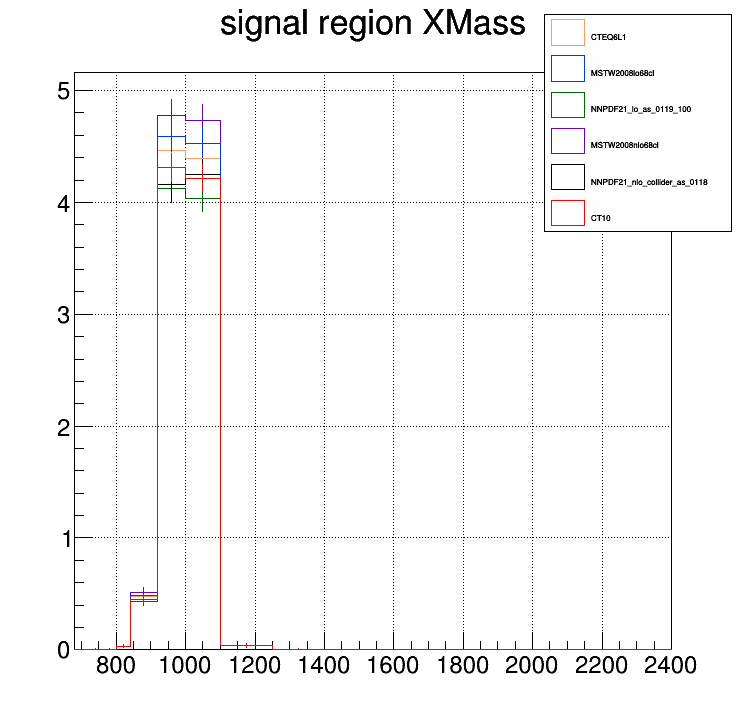 signal region XMass
CTEQ6L1
MSTW2008lo68cl
NNPDF21_lo_as_0119_100
MSTW2008nlo68cl
NNPDF21_nlo_collider_as_0118
CT10
5
4
3
2
1
0
800 1000 1200 1400 1600 1800 2000 2200 2400